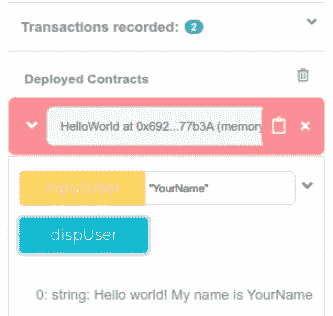 Transactions recorded: 2
Deployed Contracts
HelloWorld at 0x692...77b3A (memory
inputUser "YourName"
dispUser
0: string: Hello world! My name is YourName